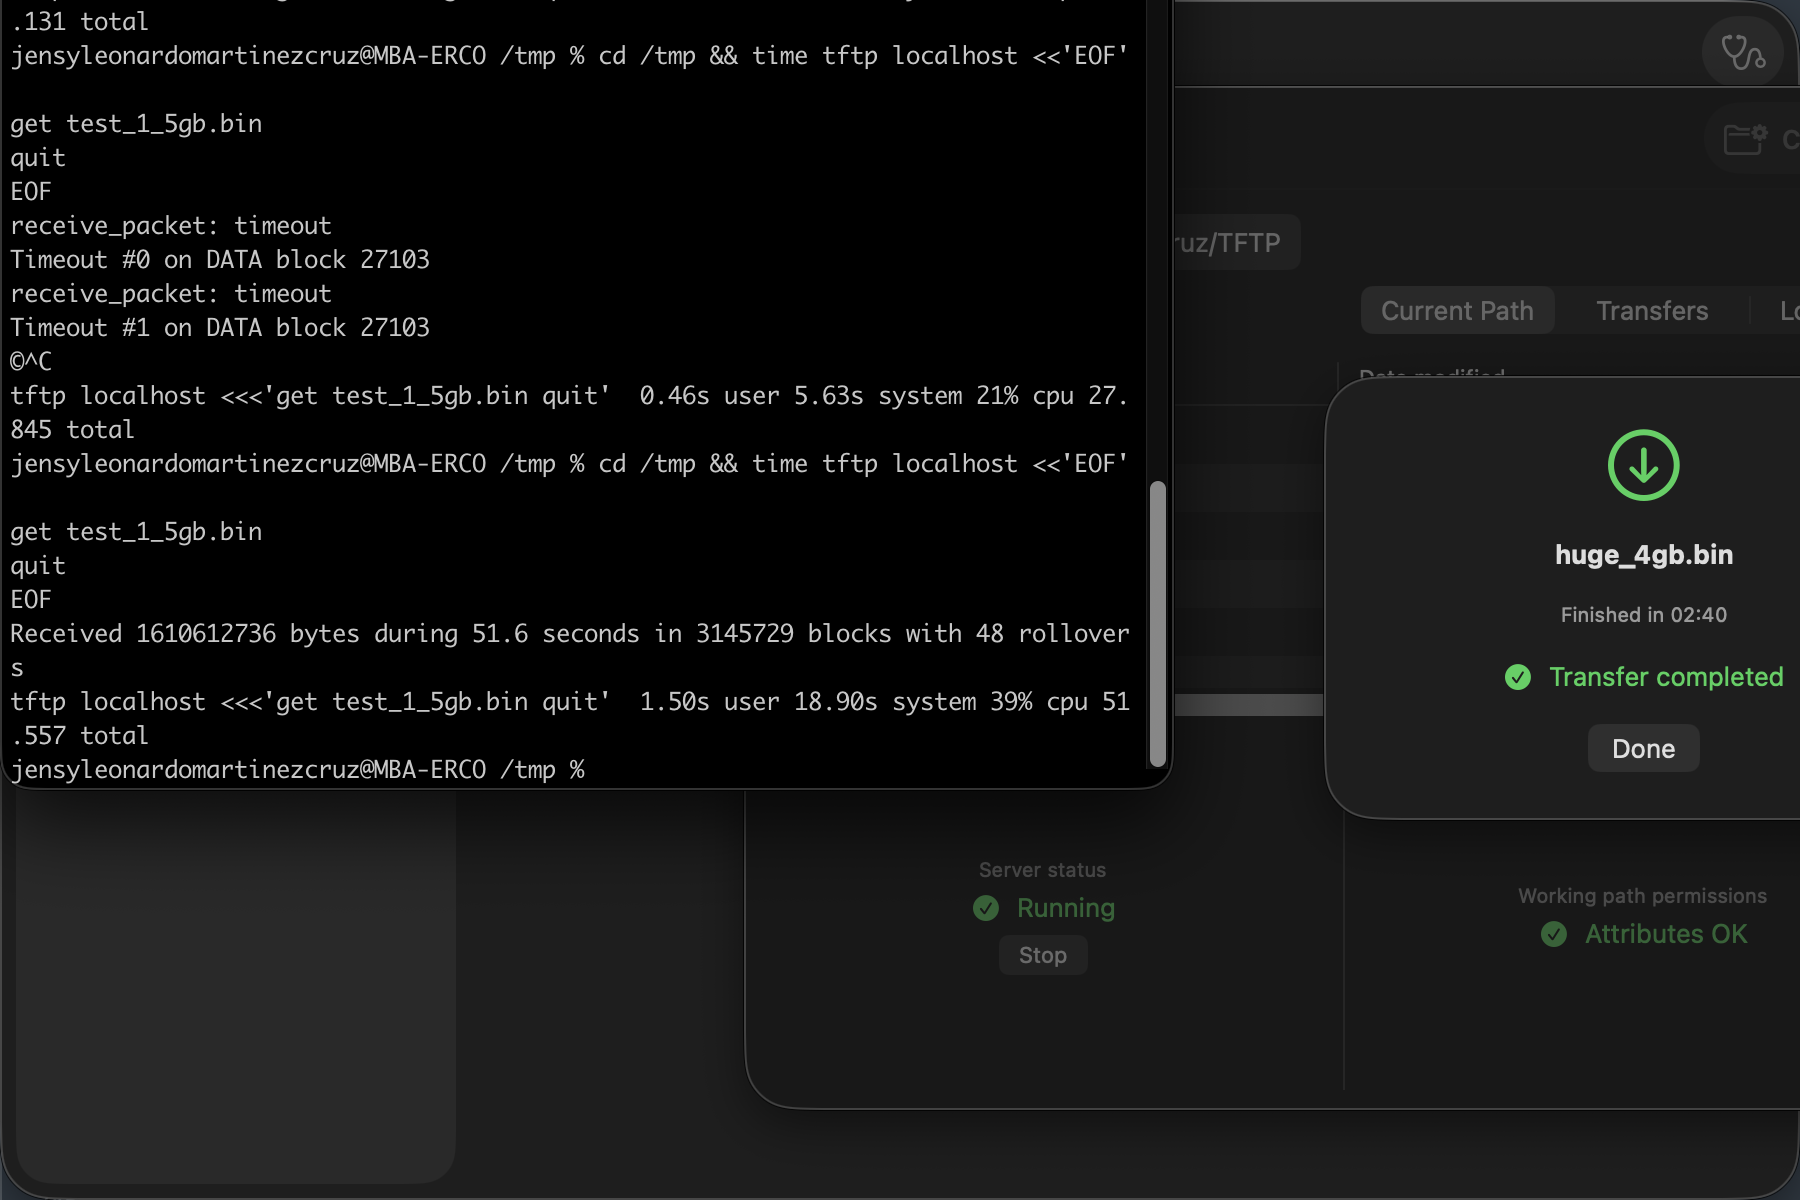 .131 total
jensyleonardomartinezcruz@MBA-ERCO /tmp % cd /tmp && time tftp localhost <<'EOF'
get test_1_5gb.bin
quit
EOF
receive_packet: timeout
Timeout #0 on DATA block 27103
receive_packet: timeout
Timeout #1 on DATA block 27103
©^C
tftp localhost <<<'get test_1_5gb.bin quit'  0.46s user 5.63s system 21% cpu 27.
845 total
jensyleonardomartinezcruz@MBA-ERCO /tmp % cd /tmp && time tftp localhost <<'EOF'
get test_1_5gb.bin
quit
EOF
Received 1610612736 bytes during 51.6 seconds in 3145729 blocks with 48 rollover
s
tftp localhost <<<'get test_1_5gb.bin quit'  1.50s user 18.90s system 39% cpu 51
.557 total
jensyleonardomartinezcruz@MBA-ERCO /tmp %
ruz/TFTP
Current Path
Transfers
Date modified
huge_4gb.bin
Finished in 02:40
Transfer completed
Done
Server status
Running
Stop
Working path permissions
Attributes OK